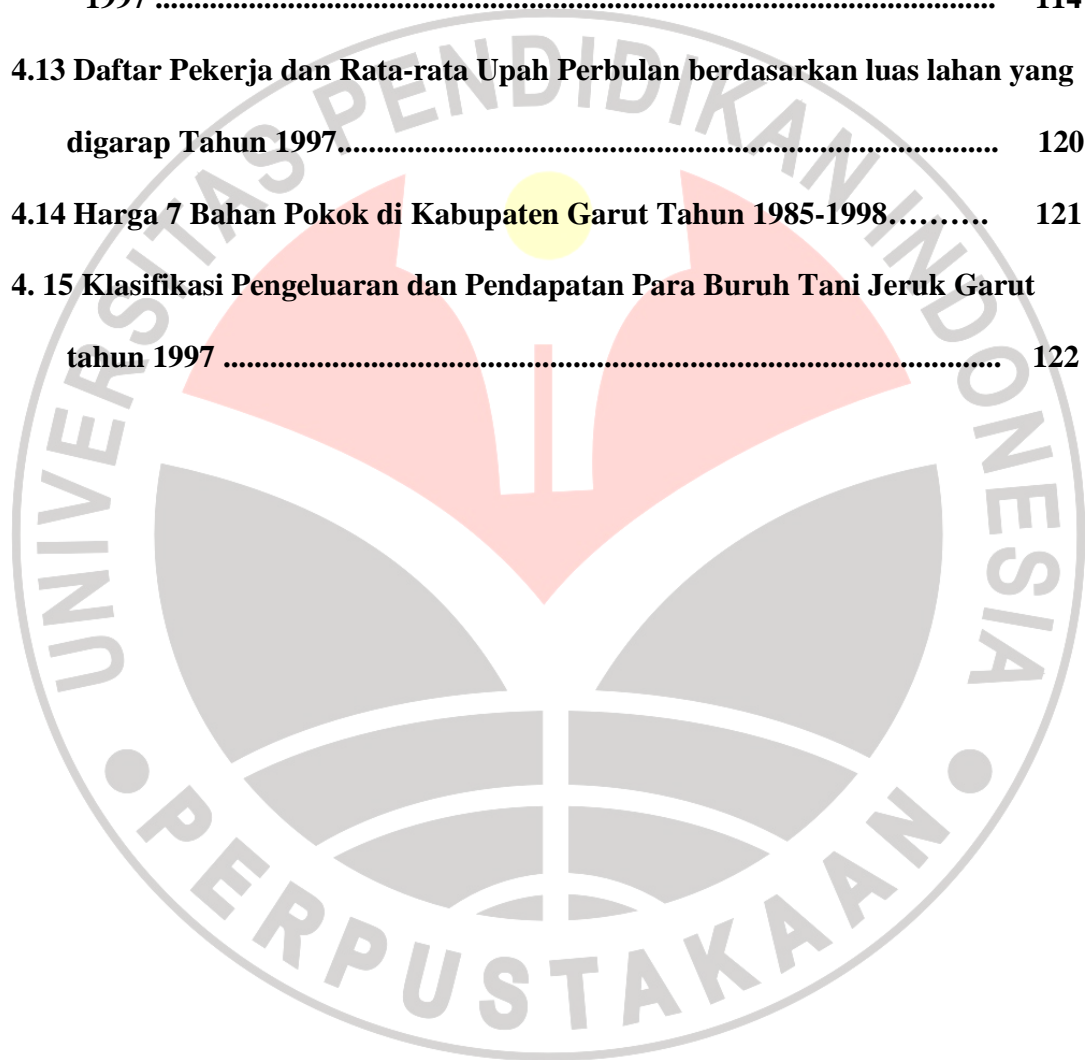 1997 ........................................................................................... 114
4.13 Daftar Pekerja dan Rata-rata Upah Perbulan berdasarkan luas lahan yang
digarap Tahun 1997........................................................................ 120
4.14 Harga 7 Bahan Pokok di Kabupaten Garut Tahun 1985-1998………. 121
4. 15 Klasifikasi Pengeluaran dan Pendapatan Para Buruh Tani Jeruk Garut
tahun 1997 .................................................................................... 122
UNIVERSITAS PENDIDIKAN INDONESIA
PERPUSTAKAAN